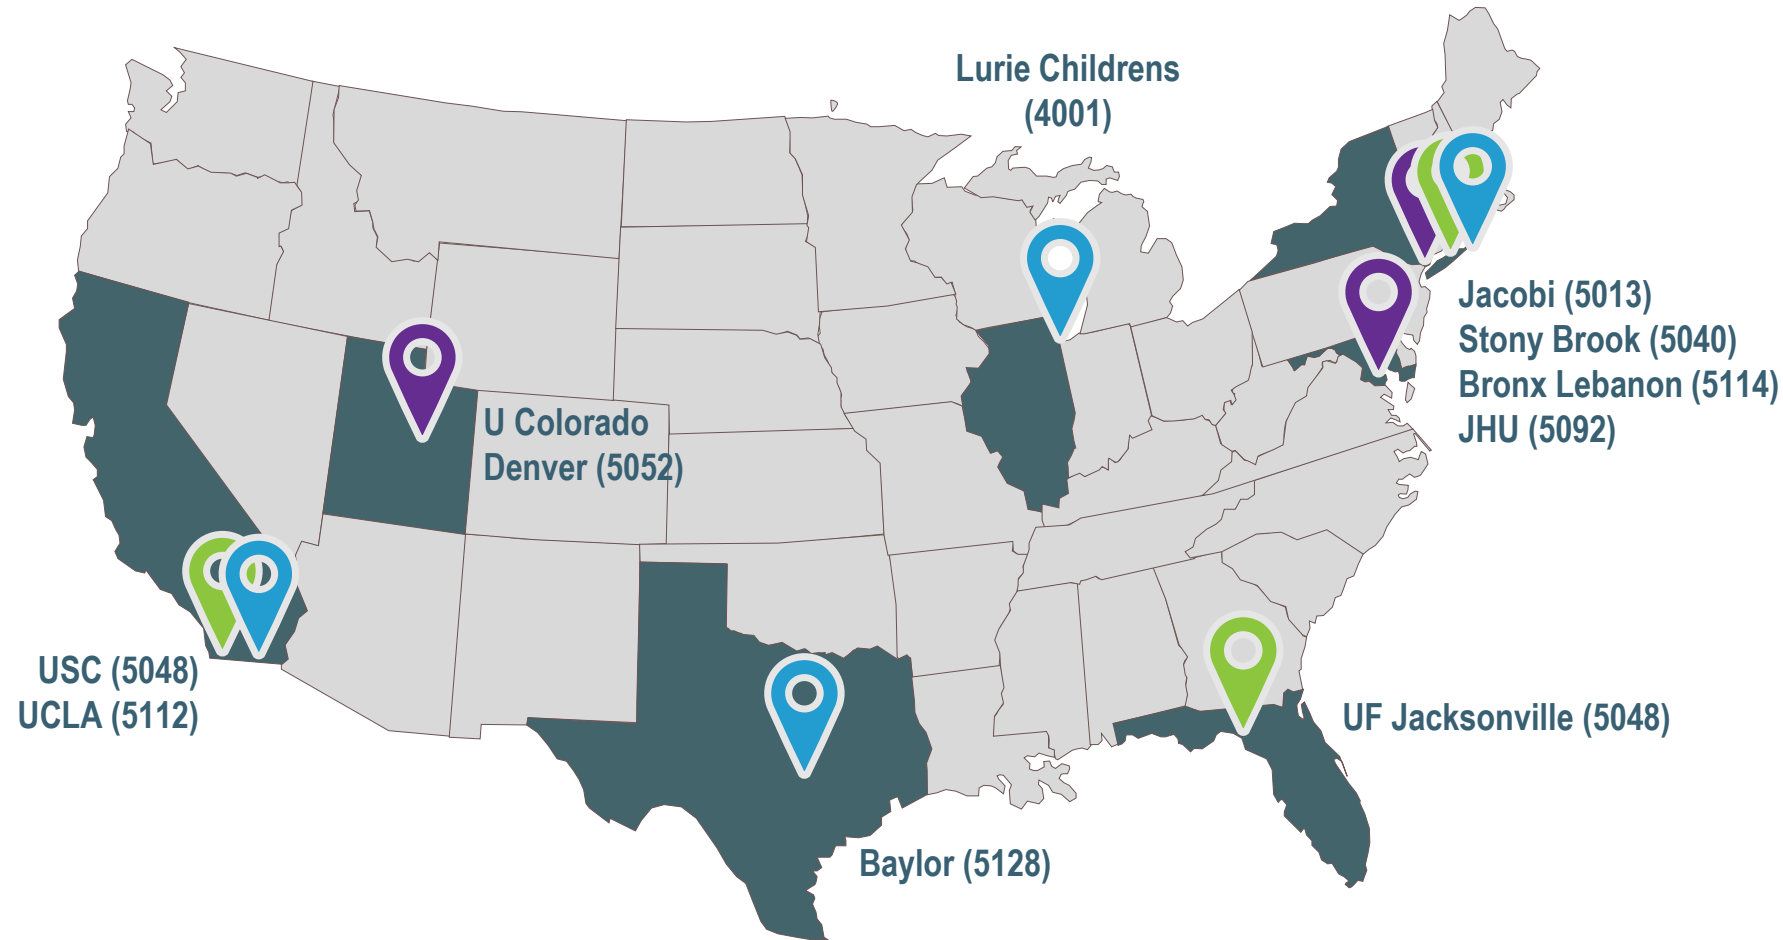 Lurie Childrens
(4001)
Jacobi (5013)
Stony Brook (5040)
Bronx Lebanon (5114)
JHU (5092)
U Colorado
Denver (5052)
USC (5048)
UCLA (5112)
UF Jacksonville (5048)
Baylor (5128)